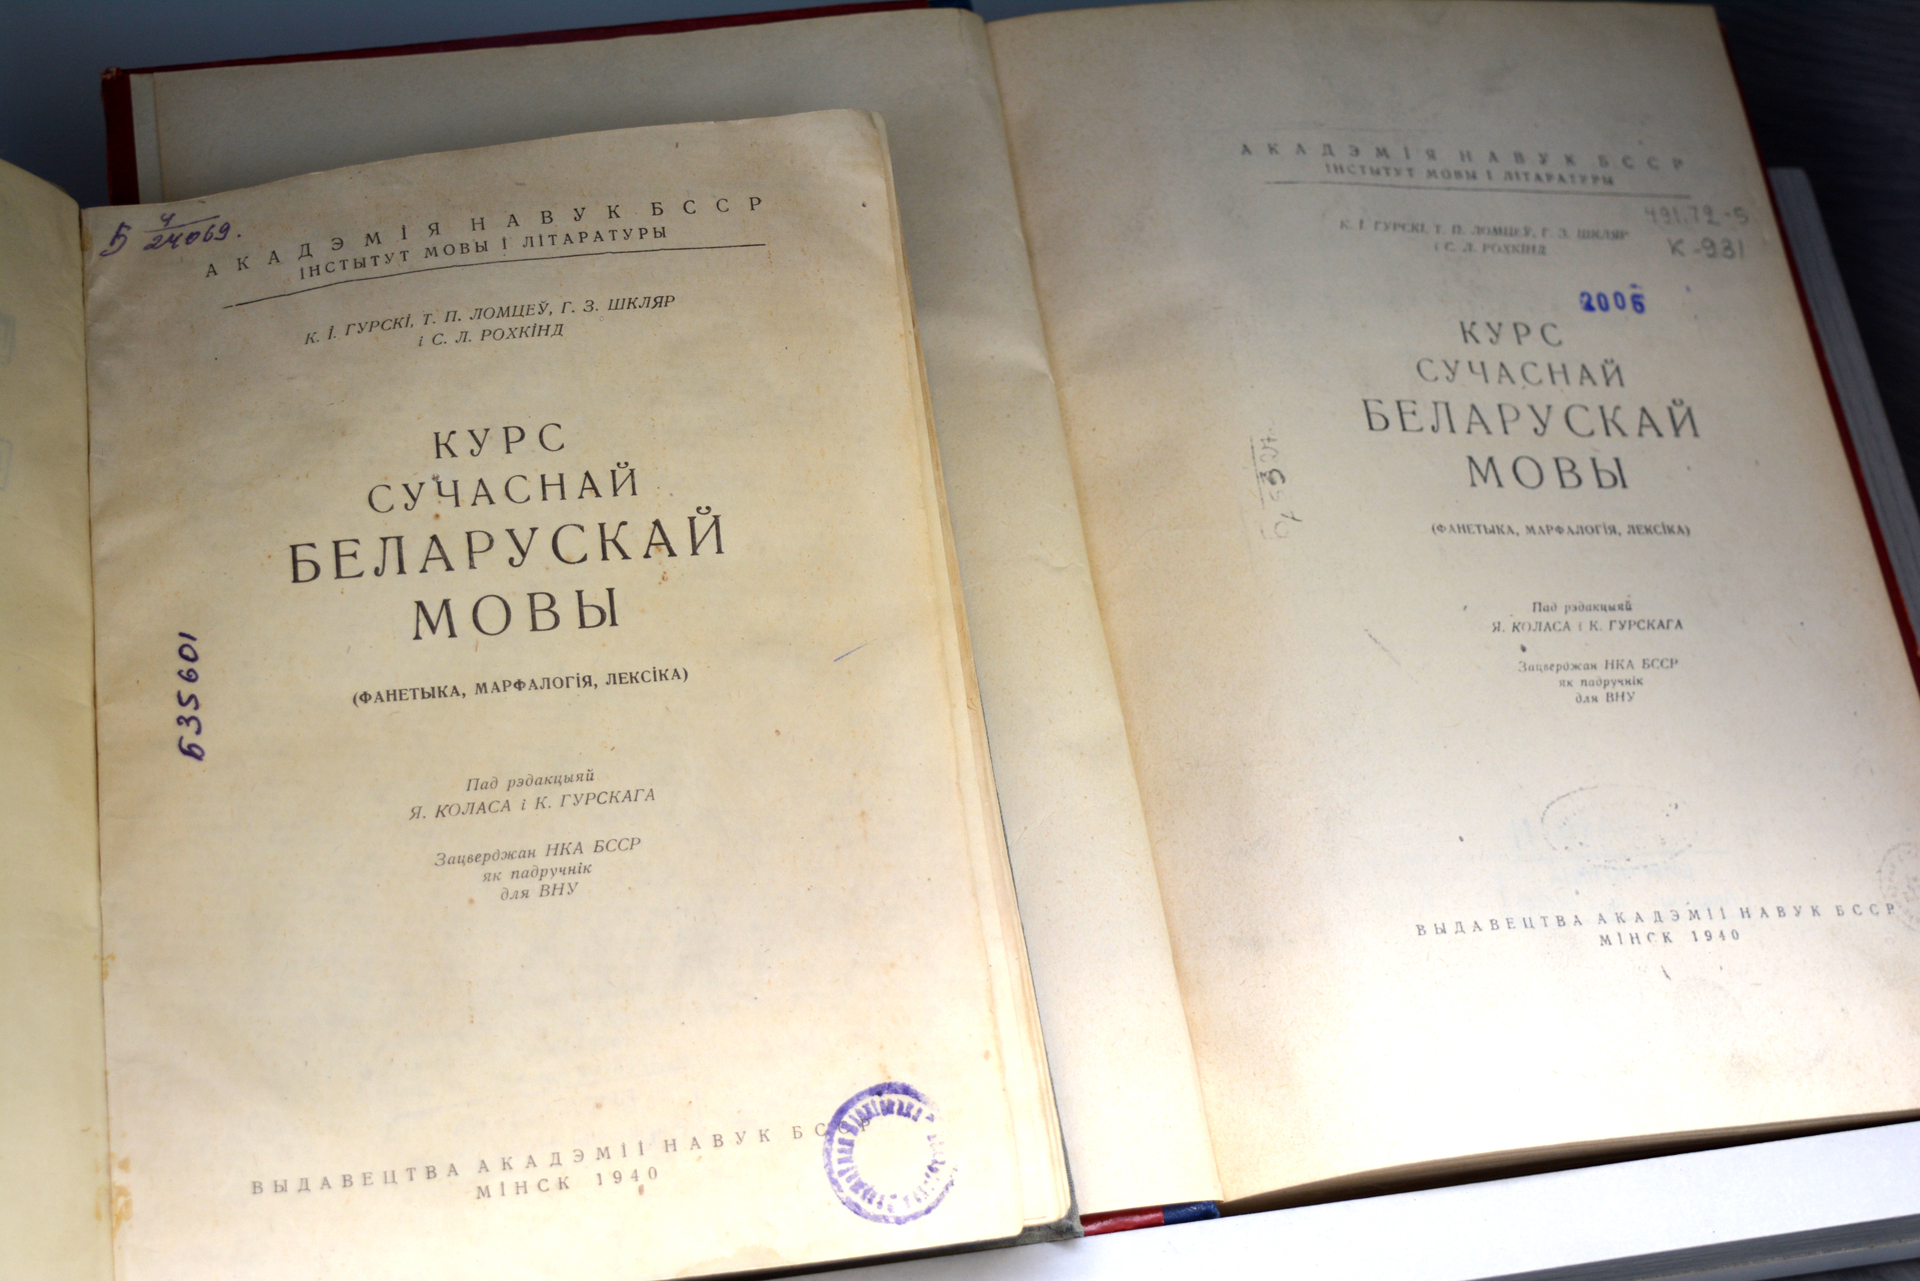 Б 4
24069.
АКАДЭМІЯ НАВУК БССР
ІНСТЫТУТ МОВЫ І ЛІТАРАТУРЫ
К. І. ГУРСКІ, Т. П. ЛОМЦЕЎ, Г. З. ШКЛЯР
і С. Л. РОХКІНД
КУРС
СУЧАСНАЙ
БЕЛАРУСКАЙ
МОВЫ
(ФАНЕТЫКА, МАРФАЛОГІЯ, ЛЕКСІКА)
Б35601
Пад рэдакцыяй
Я. КОЛАСА і К. ГУРСКАГА
Зацверджан НКА БССР
як падручнік
для ВНУ
ВЫДАВЕЦТВА АКАДЭМІІ НАВУК БССР
МІНСК 1940
АКАДЭМІЯ НАВУК БССР
ІНСТЫТУТ МОВЫ І ЛІТАРАТУРЫ
491.72-5
К. І. ГУРСКІ, Т. П. ЛОМЦЕЎ, Г. З. ШКЛЯР
і С. Л. РОХКІНД
К-931
2006
КУРС
СУЧАСНАЙ
БЕЛАРУСКАЙ
МОВЫ
(ФАНЕТЫКА, МАРФАЛОГІЯ, ЛЕКСІКА)
Пад рэдакцыяй
Я. КОЛАСА і К. ГУРСКАГА
Зацверджан НКА БССР
як падручнік
для ВНУ
ВЫДАВЕЦТВА АКАДЭМІІ НАВУК БССР
МІНСК 1940